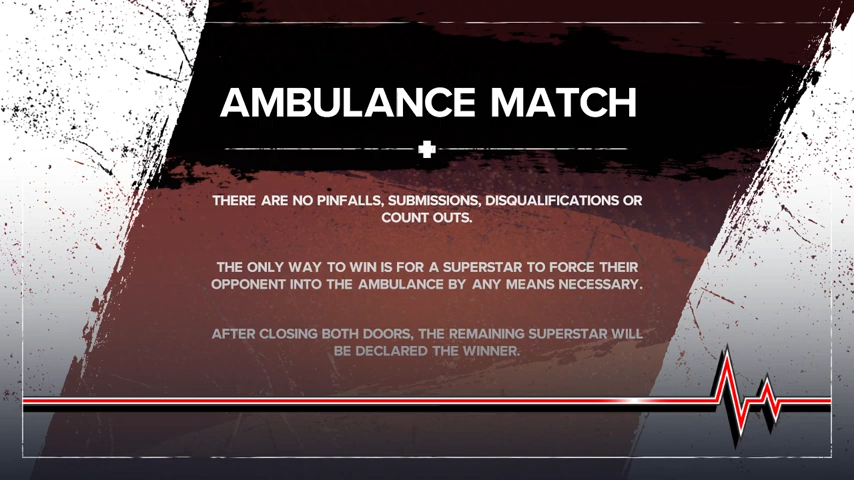 AMBULANCE MATCH
THERE ARE NO PINFALLS, SUBMISSIONS, DISQUALIFICATIONS OR
COUNT OUTS.
THE ONLY WAY TO WIN IS FOR A SUPERSTAR TO FORCE THEIR
OPPONENT INTO THE AMBULANCE BY ANY MEANS NECESSARY.
AFTER CLOSING BOTH DOORS, THE REMAINING SUPERSTAR WILL
BE DECLARED THE WINNER.